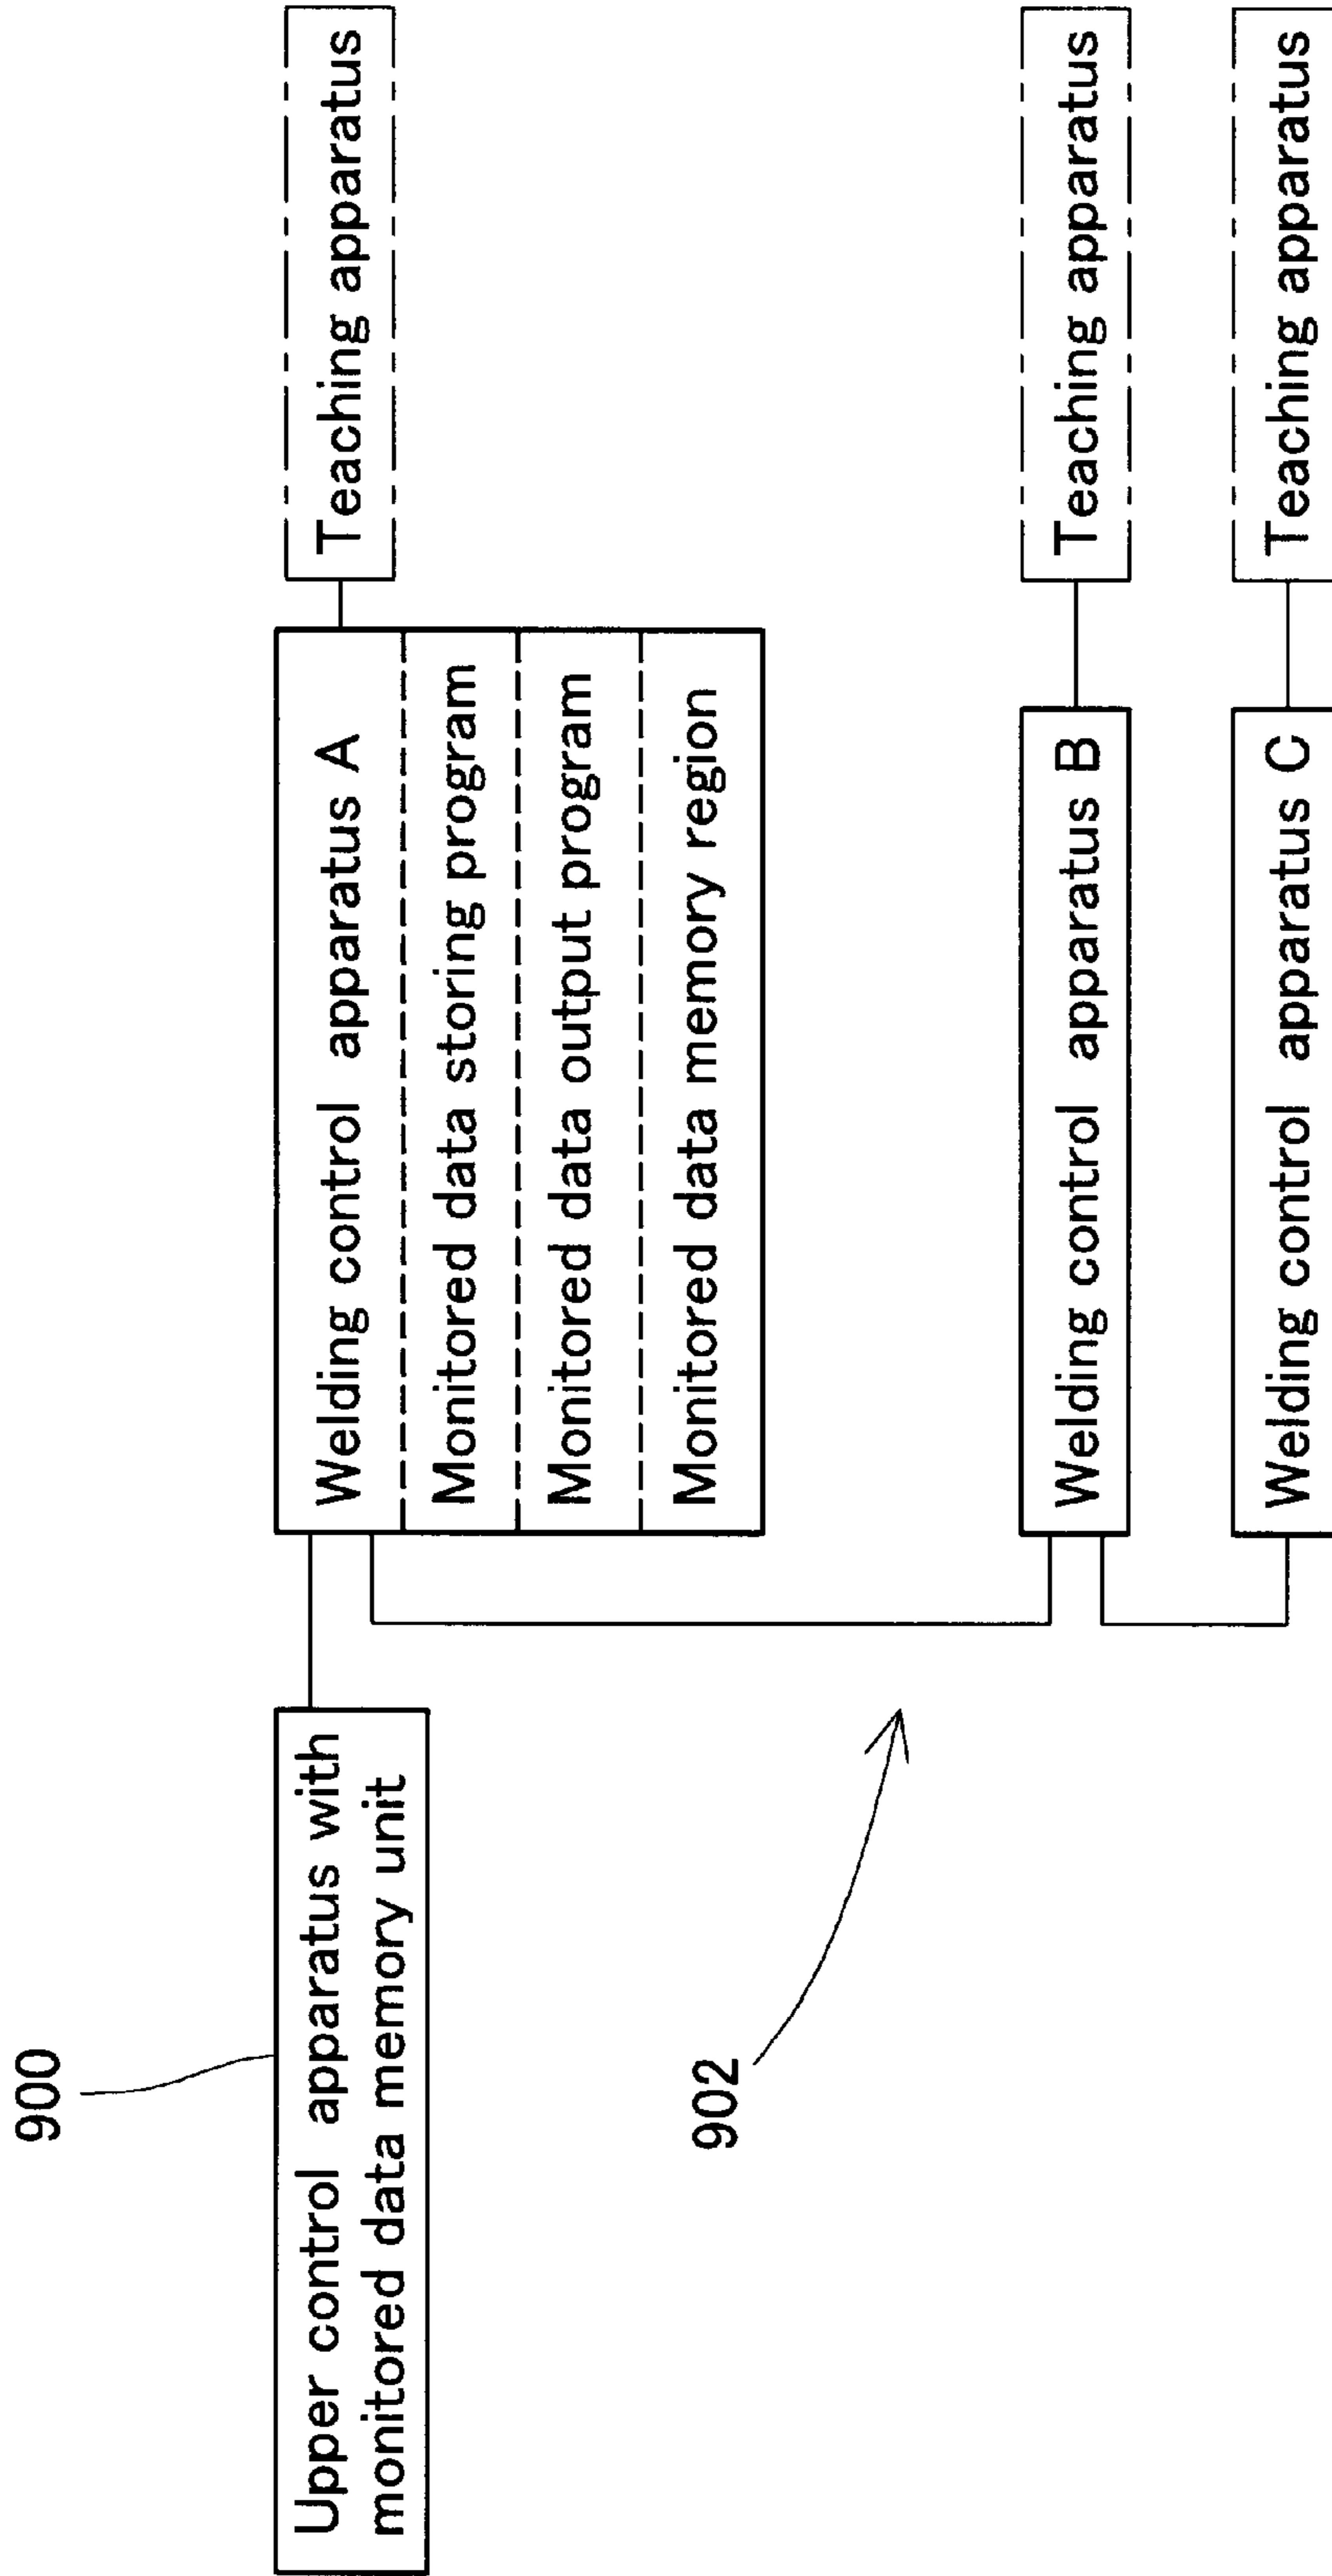 900
Upper control apparatus with
monitored data memory unit
902
Welding control apparatus A
Monitored data storing program
Monitored data output program
Monitored data memory region
Teaching apparatus
Welding control apparatus B
Teaching apparatus
Welding control apparatus C
Teaching apparatus